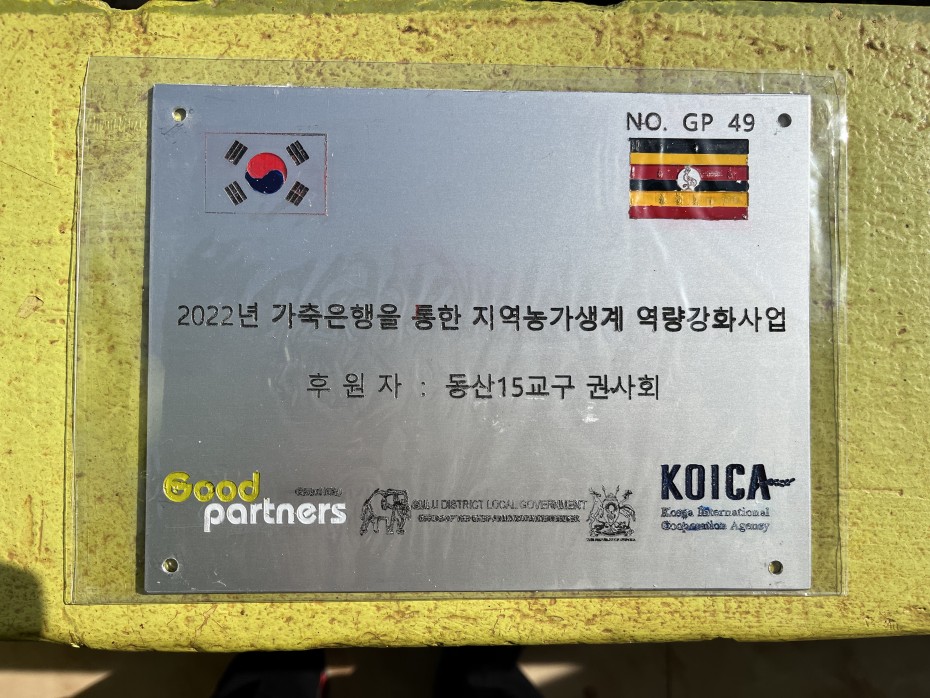 NO. GP 49
2022년 가축은행을 통한 지역농가생계 역량강화사업
후 원 자 : 동산15교구 권사회
Good
partners
GULU DISTRICT LOCAL GOVERNMENT
KOICA
Korea International
Cooperation Agency